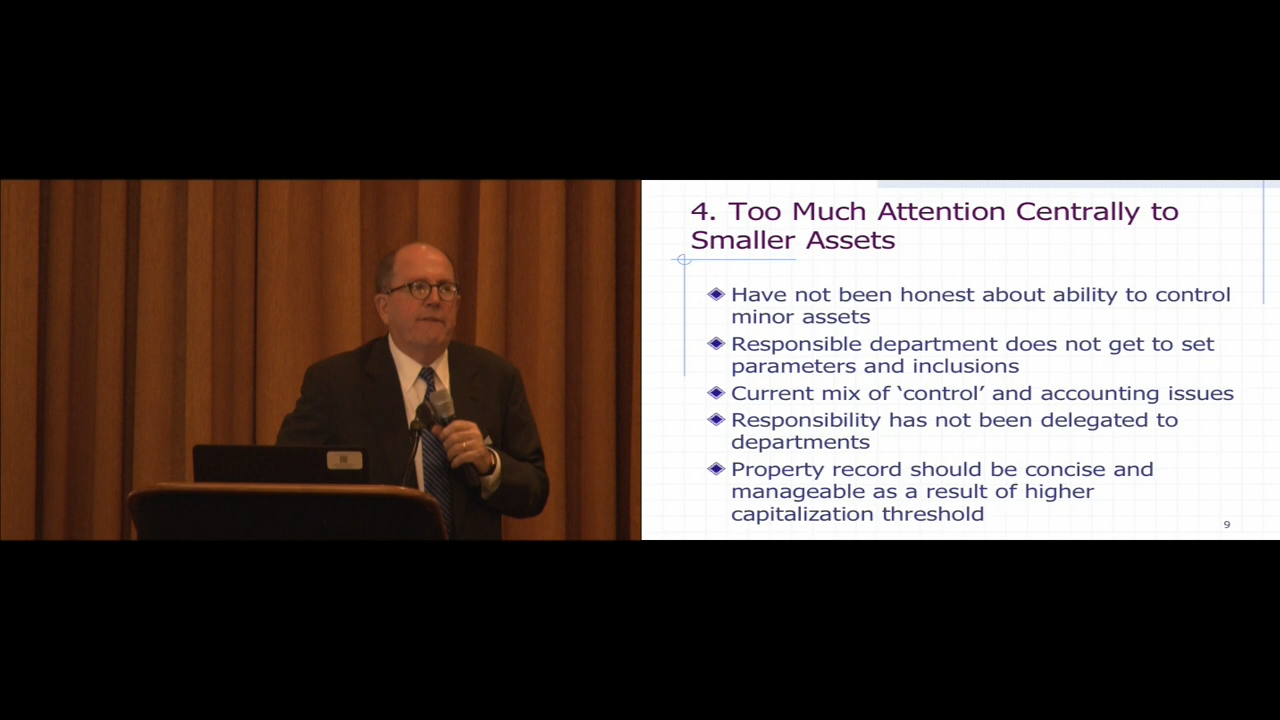 4. Too Much Attention Centrally to
Smaller Assets
Have not been honest about ability to control
minor assets
Responsible department does not get to set
parameters and inclusions
Current mix of ‘control’ and accounting issues
Responsibility has not been delegated to
departments
Property record should be concise and
manageable as a result of higher
capitalization threshold
9